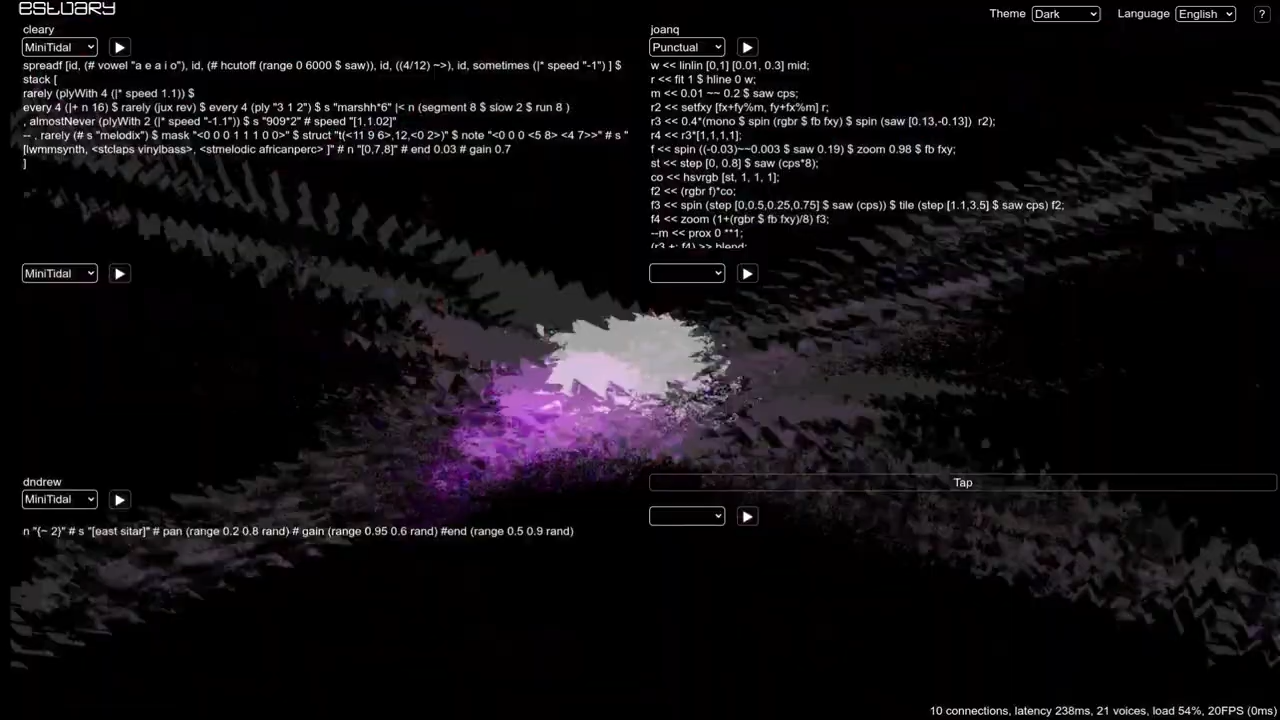 estuary
Theme Dark Language English ?
cleary
MiniTidal
spreadf [id, (# vowel "a e a i o"), id, (# hcutoff (range 0 6000 $ saw)), id, ((4/12) ~>), id, sometimes (|* speed "-1") ] $
stack [
rarely (plyWith 4 (|* speed 1.1)) $
every 4 (|+ n 16) $ rarely (jux rev) $ every 4 (ply "3 1 2") $ s "marshh*6" |< n (segment 8 $ slow 2 $ run 8 )
, almostNever (plyWith 2 (|* speed "-1.1")) $ s "909*2" # speed "[1,1.02]"
-- , rarely (# s "melodix") $ mask "<0 0 0 1 1 1 0 0>" $ struct "t(<11 9 6>,12,<0 2>)" $ note "<0 0 0 <5 8> <4 7>>" # s "
[lwmmsynth, <stclaps vinylbass>, <stmelodic africanperc> ]" # n "[0,7,8]" # end 0.03 # gain 0.7
]
joanq
Punctual
w << linlin [0,1] [0.01, 0.3] mid;
r << fit 1 $ hline 0 w;
m << 0.01 ~~ 0.2 $ saw cps;
r2 << setfxy [fx+fy%m, fy+fx%m] r;
r3 << 0.4*(mono $ spin (rgbr $ fb fxy) $ spin (saw [0.13,-0.13])  r2);
r4 << r3*[1,1,1,1];
f << spin ((-0.03)~~0.003 $ saw 0.19) $ zoom 0.98 $ fb fxy;
st << step [0, 0.8] $ saw (cps*8);
co << hsvrgb [st, 1, 1, 1];
f2 << (rgbr f)*co;
f3 << spin (step [0,0.5,0.25,0.75] $ saw (cps)) $ tile (step [1.1,3.5] $ saw cps) f2;
f4 << zoom (1+(rgbr $ fb fxy)/8) f3;
--m << prox 0 **1;
(r3 +: f4) >> blend;
MiniTidal
dndrew
MiniTidal
n "{~ 2}" # s "[east sitar]" # pan (range 0.2 0.8 rand) # gain (range 0.95 0.6 rand) #end (range 0.5 0.9 rand)
Tap
10 connections, latency 238ms, 21 voices, load 54%, 20FPS (0ms)